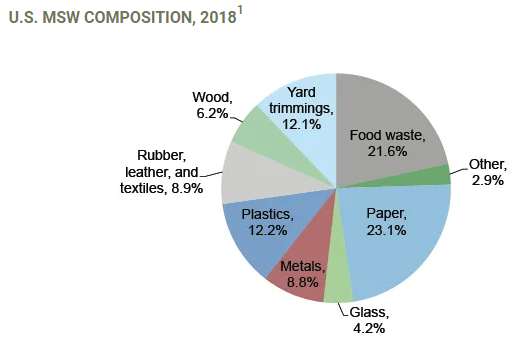 U.S. MSW COMPOSITION, 2018¹
Yard
trimmings,
12.1%
Food waste,
21.6%
Other,
2.9%
Paper,
23.1%
Glass,
4.2%
Metals,
8.8%
Plastics,
12.2%
Rubber,
leather, and
textiles, 8.9%
Wood,
6.2%